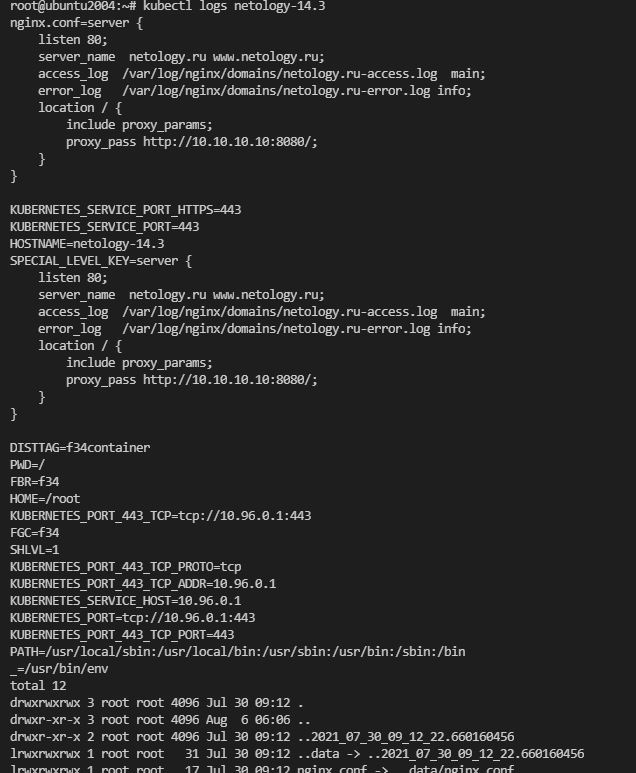 root@ubuntu2004:~# kubectl logs netology-14.3
nginx.conf=server {
    listen 80;
    server_name  netology.ru www.netology.ru;
    access_log  /var/log/nginx/domains/netology.ru-access.log  main;
    error_log   /var/log/nginx/domains/netology.ru-error.log info;
    location / {
        include proxy_params;
        proxy_pass http://10.10.10.10:8080/;
    }
}

KUBERNETES_SERVICE_PORT_HTTPS=443
KUBERNETES_SERVICE_PORT=443
HOSTNAME=netology-14.3
SPECIAL_LEVEL_KEY=server {
    listen 80;
    server_name  netology.ru www.netology.ru;
    access_log  /var/log/nginx/domains/netology.ru-access.log  main;
    error_log   /var/log/nginx/domains/netology.ru-error.log info;
    location / {
        include proxy_params;
        proxy_pass http://10.10.10.10:8080/;
    }
}

DISTTAG=f34container
PWD=/
FBR=f34
HOME=/root
KUBERNETES_PORT_443_TCP=tcp://10.96.0.1:443
FGC=f34
SHLVL=1
KUBERNETES_PORT_443_TCP_PROTO=tcp
KUBERNETES_PORT_443_TCP_ADDR=10.96.0.1
KUBERNETES_SERVICE_HOST=10.96.0.1
KUBERNETES_PORT=tcp://10.96.0.1:443
KUBERNETES_PORT_443_TCP_PORT=443
PATH=/usr/local/sbin:/usr/local/bin:/usr/sbin:/usr/bin:/sbin:/bin
_=/usr/bin/env
total 12
drwxrwxrwx 3 root root 4096 Jul 30 09:12 .
drwxr-xr-x 3 root root 4096 Aug  6 06:06 ..
drwxr-xr-x 2 root root 4096 Jul 30 09:12 ..2021_07_30_09_12_22.660160456
lrwxrwxrwx 1 root root   31 Jul 30 09:12 ..data -> ..2021_07_30_09_12_22.660160456
lrwxrwxrwx 1 root root   17 Jul 30 09:12 nginx.conf -> ..data/nginx.conf